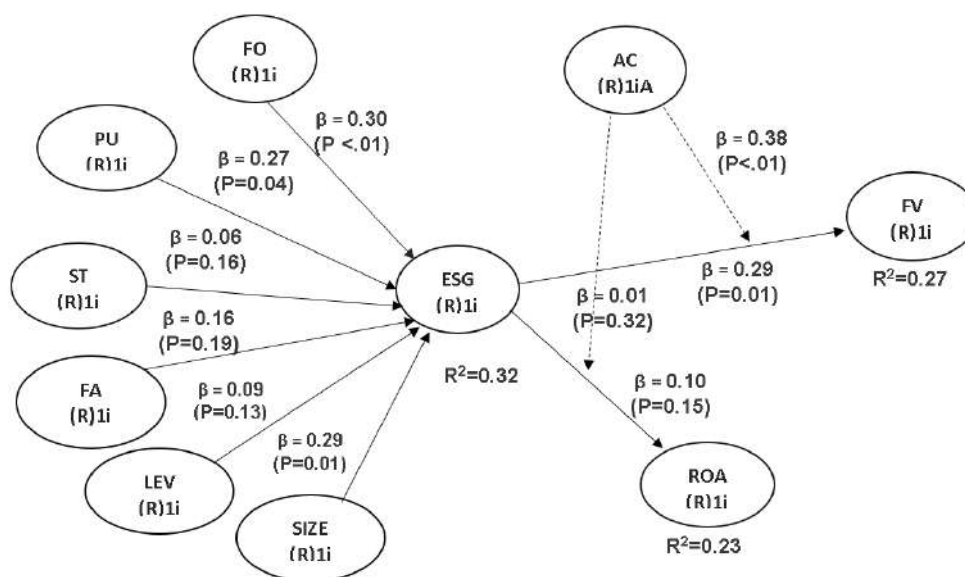 FO
(R)1i
AC
(R)1iA
β = 0.30
(P <.01)
PU
(R)1i
β = 0.27
(P=0.04)
β = 0.38
(P<.01)
FV
(R)1i
R²=0.27
β = 0.06
(P=0.16)
ST
(R)1i
ESG
(R)1i
R²=0.32
β = 0.29
(P=0.01)
β = 0.01
(P=0.32)
β = 0.16
(P=0.19)
FA
(R)1i
β = 0.09
(P=0.13)
β = 0.10
(P=0.15)
LEV
(R)1i
β = 0.29
(P=0.01)
SIZE
(R)1i
ROA
(R)1i
R²=0.23